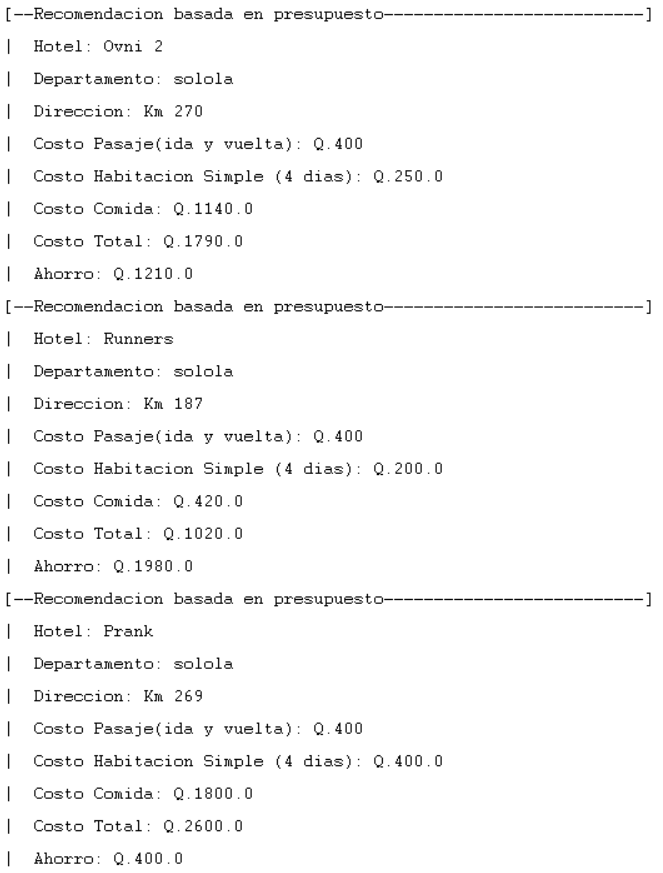 [--Recomendacion basada en presupuesto--------------------------]
|  Hotel: Ovni 2
|  Departamento: solola
|  Direccion: Km 270
|  Costo Pasaje(ida y vuelta): Q.400
|  Costo Habitacion Simple (4 dias): Q.250.0
|  Costo Comida: Q.1140.0
|  Costo Total: Q.1790.0
|  Ahorro: Q.1210.0
[--Recomendacion basada en presupuesto--------------------------]
|  Hotel: Runners
|  Departamento: solola
|  Direccion: Km 187
|  Costo Pasaje(ida y vuelta): Q.400
|  Costo Habitacion Simple (4 dias): Q.200.0
|  Costo Comida: Q.420.0
|  Costo Total: Q.1020.0
|  Ahorro: Q.1980.0
[--Recomendacion basada en presupuesto--------------------------]
|  Hotel: Prank
|  Departamento: solola
|  Direccion: Km 269
|  Costo Pasaje(ida y vuelta): Q.400
|  Costo Habitacion Simple (4 dias): Q.400.0
|  Costo Comida: Q.1800.0
|  Costo Total: Q.2600.0
|  Ahorro: Q.400.0